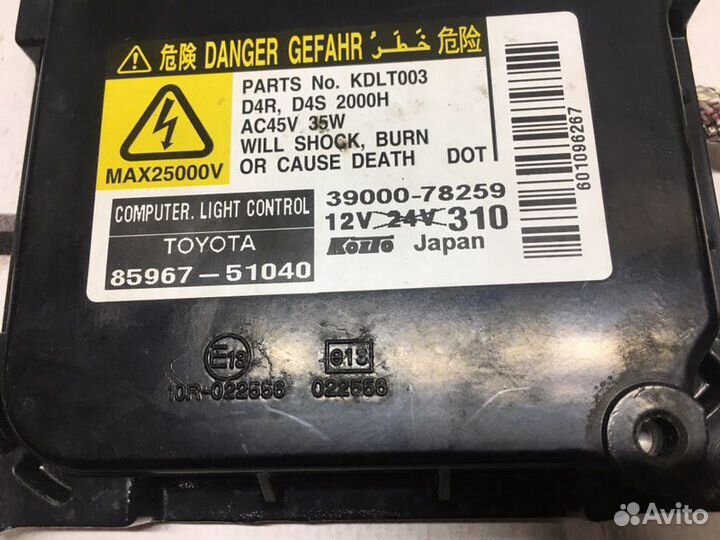 危険 DANGER GEFAHR خَطَرُ 危险
PARTS No. KDLT003
D4R, D4S 2000H
AC45V 35W
WILL SHOCK, BURN
OR CAUSE DEATH DOT
MAX25000V
COMPUTER. LIGHT CONTROL
TOYOTA
85967-51040
39000-78259
12V 24V 310
Koito Japan
601096267
E13
10R-022556
e13
022556
Avito